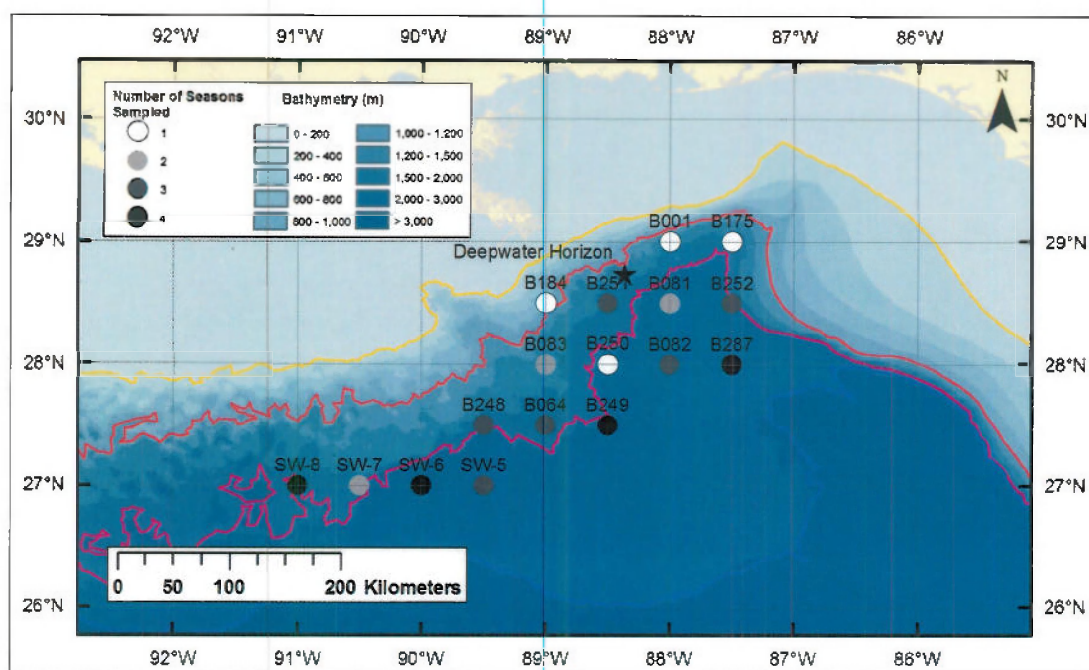 92°W 91°W 90°W 89°W 88°W 87°W 86°W
N
Number of Seasons Sampled
1
2
3
4
Bathymetry (m)
0 - 200
200 - 400
400 - 600
600 - 800
800 - 1,000
1,000 - 1,200
1,200 - 1,500
1,500 - 2,000
2,000 - 3,000
> 3,000
30°N 30°N
29°N 29°N
28°N 28°N
27°N 27°N
26°N 26°N
B001 B175
Deepwater Horizon
B184 B251 B081 B252
B083 B250 B082 B287
B248 B064 B249
SW-8 SW-7 SW-6 SW-5
0 50 100 200 Kilometers
92°W 91°W 90°W 89°W 88°W 87°W 86°W